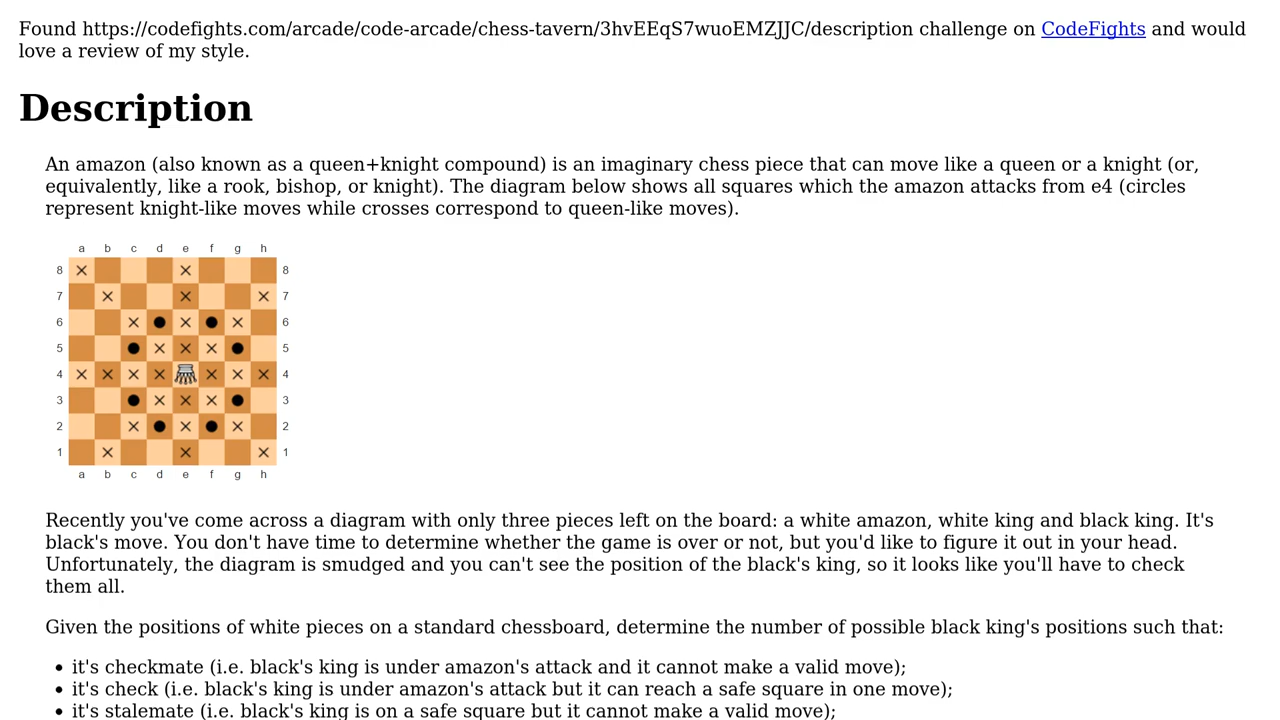 Found https://codefights.com/arcade/code-arcade/chess-tavern/3hvEEqS7wuoEMZJJC/description challenge on CodeFights and would
love a review of my style.
Description
An amazon (also known as a queen+knight compound) is an imaginary chess piece that can move like a queen or a knight (or,
equivalently, like a rook, bishop, or knight). The diagram below shows all squares which the amazon attacks from e4 (circles
represent knight-like moves while crosses correspond to queen-like moves).
a b c d e f g h
8 8
7 7
6 6
5 5
4 4
3 3
2 2
1 1
a b c d e f g h
Recently you've come across a diagram with only three pieces left on the board: a white amazon, white king and black king. It's
black's move. You don't have time to determine whether the game is over or not, but you'd like to figure it out in your head.
Unfortunately, the diagram is smudged and you can't see the position of the black's king, so it looks like you'll have to check
them all.
Given the positions of white pieces on a standard chessboard, determine the number of possible black king's positions such that:
• it's checkmate (i.e. black's king is under amazon's attack and it cannot make a valid move);
• it's check (i.e. black's king is under amazon's attack but it can reach a safe square in one move);
• it's stalemate (i.e. black's king is on a safe square but it cannot make a valid move);